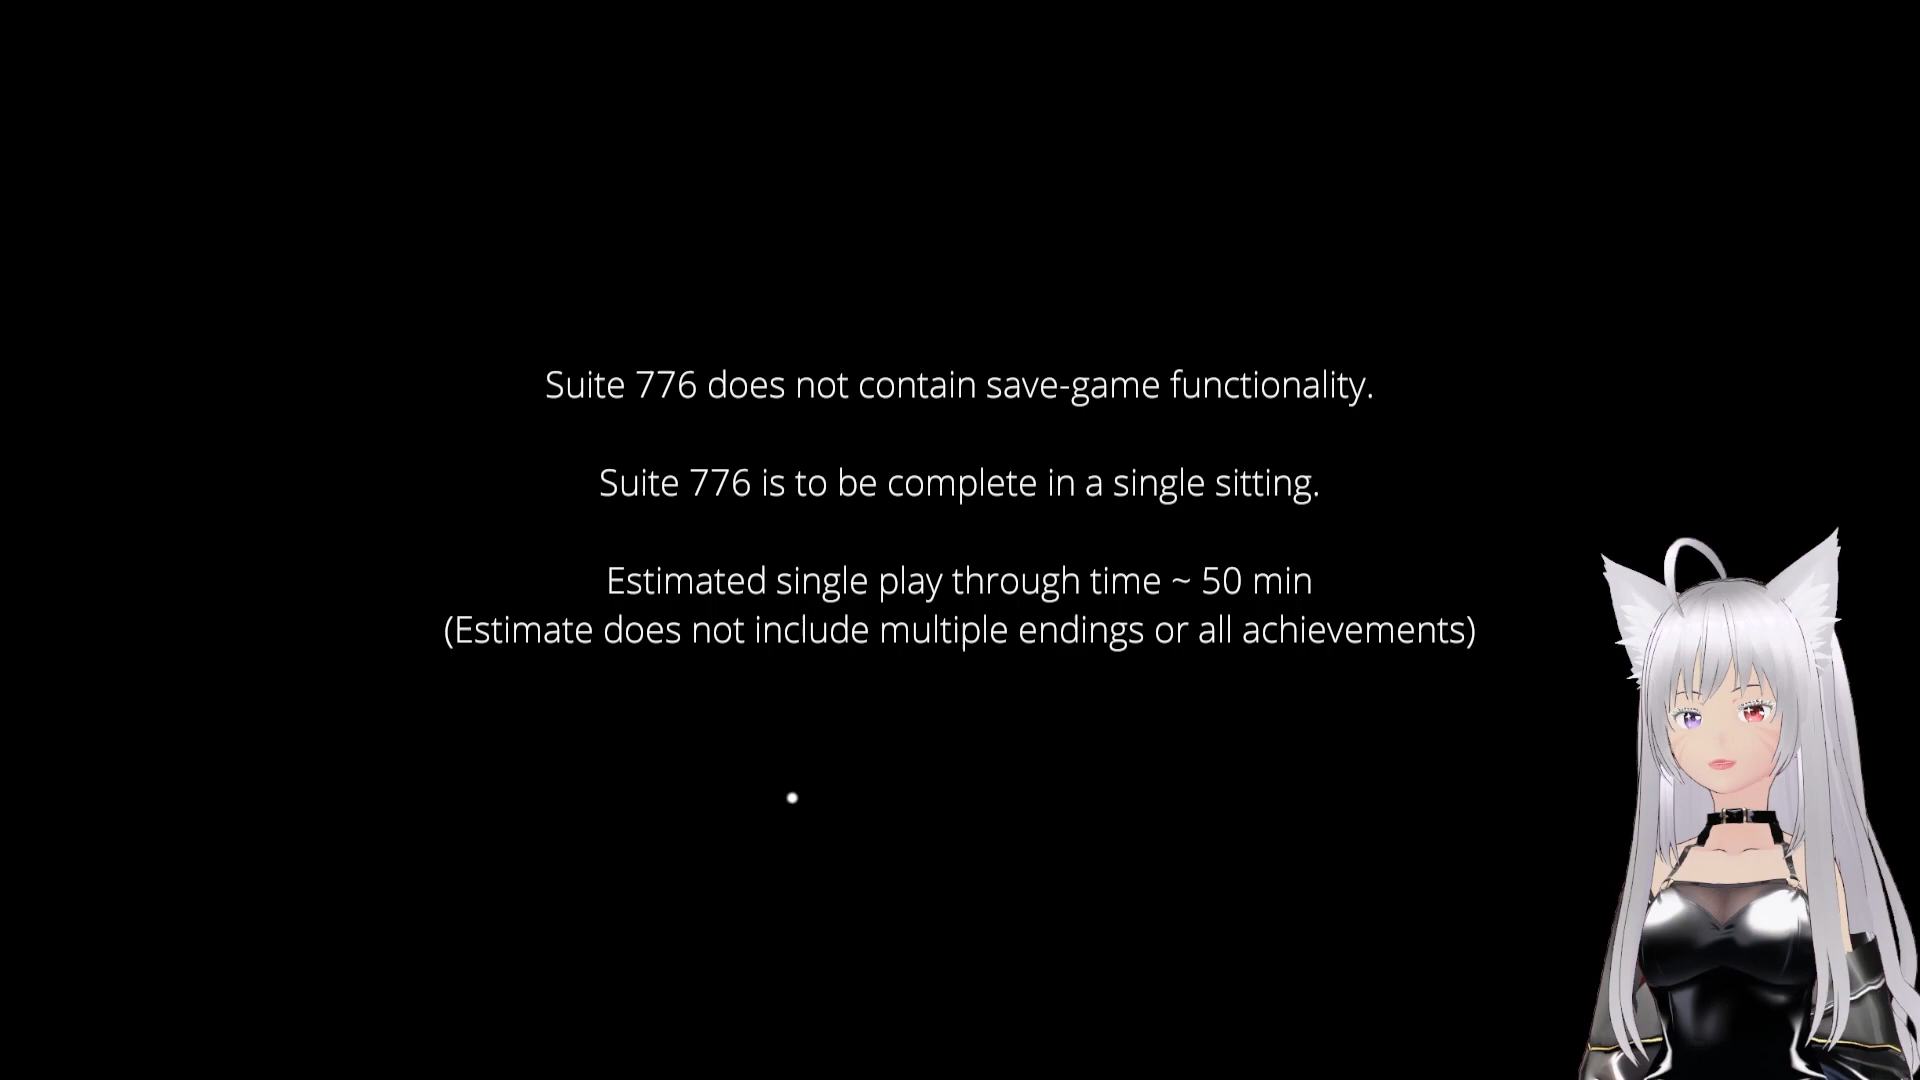 Suite 776 does not contain save-game functionality.
Suite 776 is to be complete in a single sitting.
Estimated single play through time ~ 50 min
(Estimate does not include multiple endings or all achievements)